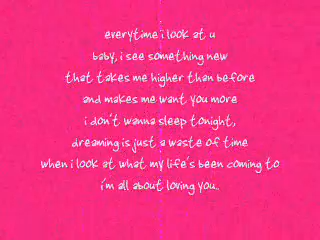 everytime i look at u
baby, i see something new
that takes me higher than before
and makes me want you more
i don't wanna sleep tonight,
dreaming is just a waste of time
when i look at what my life's been coming to
i'm all about loving you..